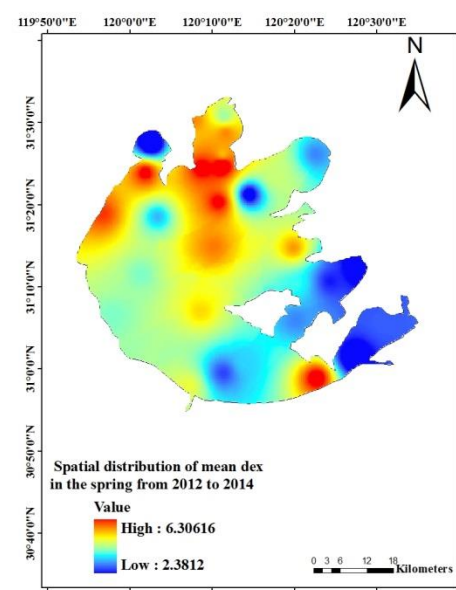 119°50'0"E 120°0'0"E 120°10'0"E 120°20'0"E 120°30'0"E
N
31°30'0"N
31°20'0"N
31°10'0"N
31°0'0"N
30°50'0"N
30°40'0"N
Spatial distribution of mean dex
in the spring from 2012 to 2014
Value
High : 6.30616
Low : 2.3812
0 3 6 12 18
Kilometers